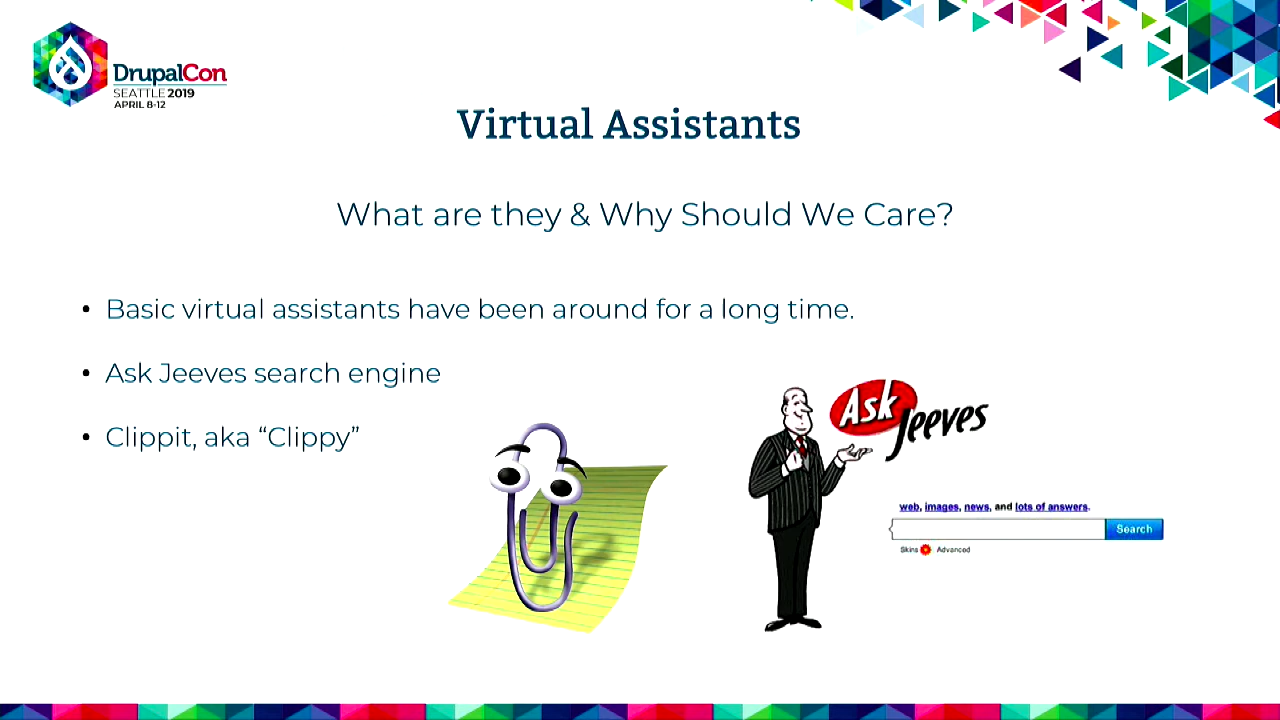 DrupalCon
SEATTLE 2019
APRIL 8-12
Virtual Assistants
What are they & Why Should We Care?
• Basic virtual assistants have been around for a long time.
• Ask Jeeves search engine
• Clippit, aka “Clippy”
Ask
Jeeves
web, images, news, and lots of answers.
Search
Skins Advanced